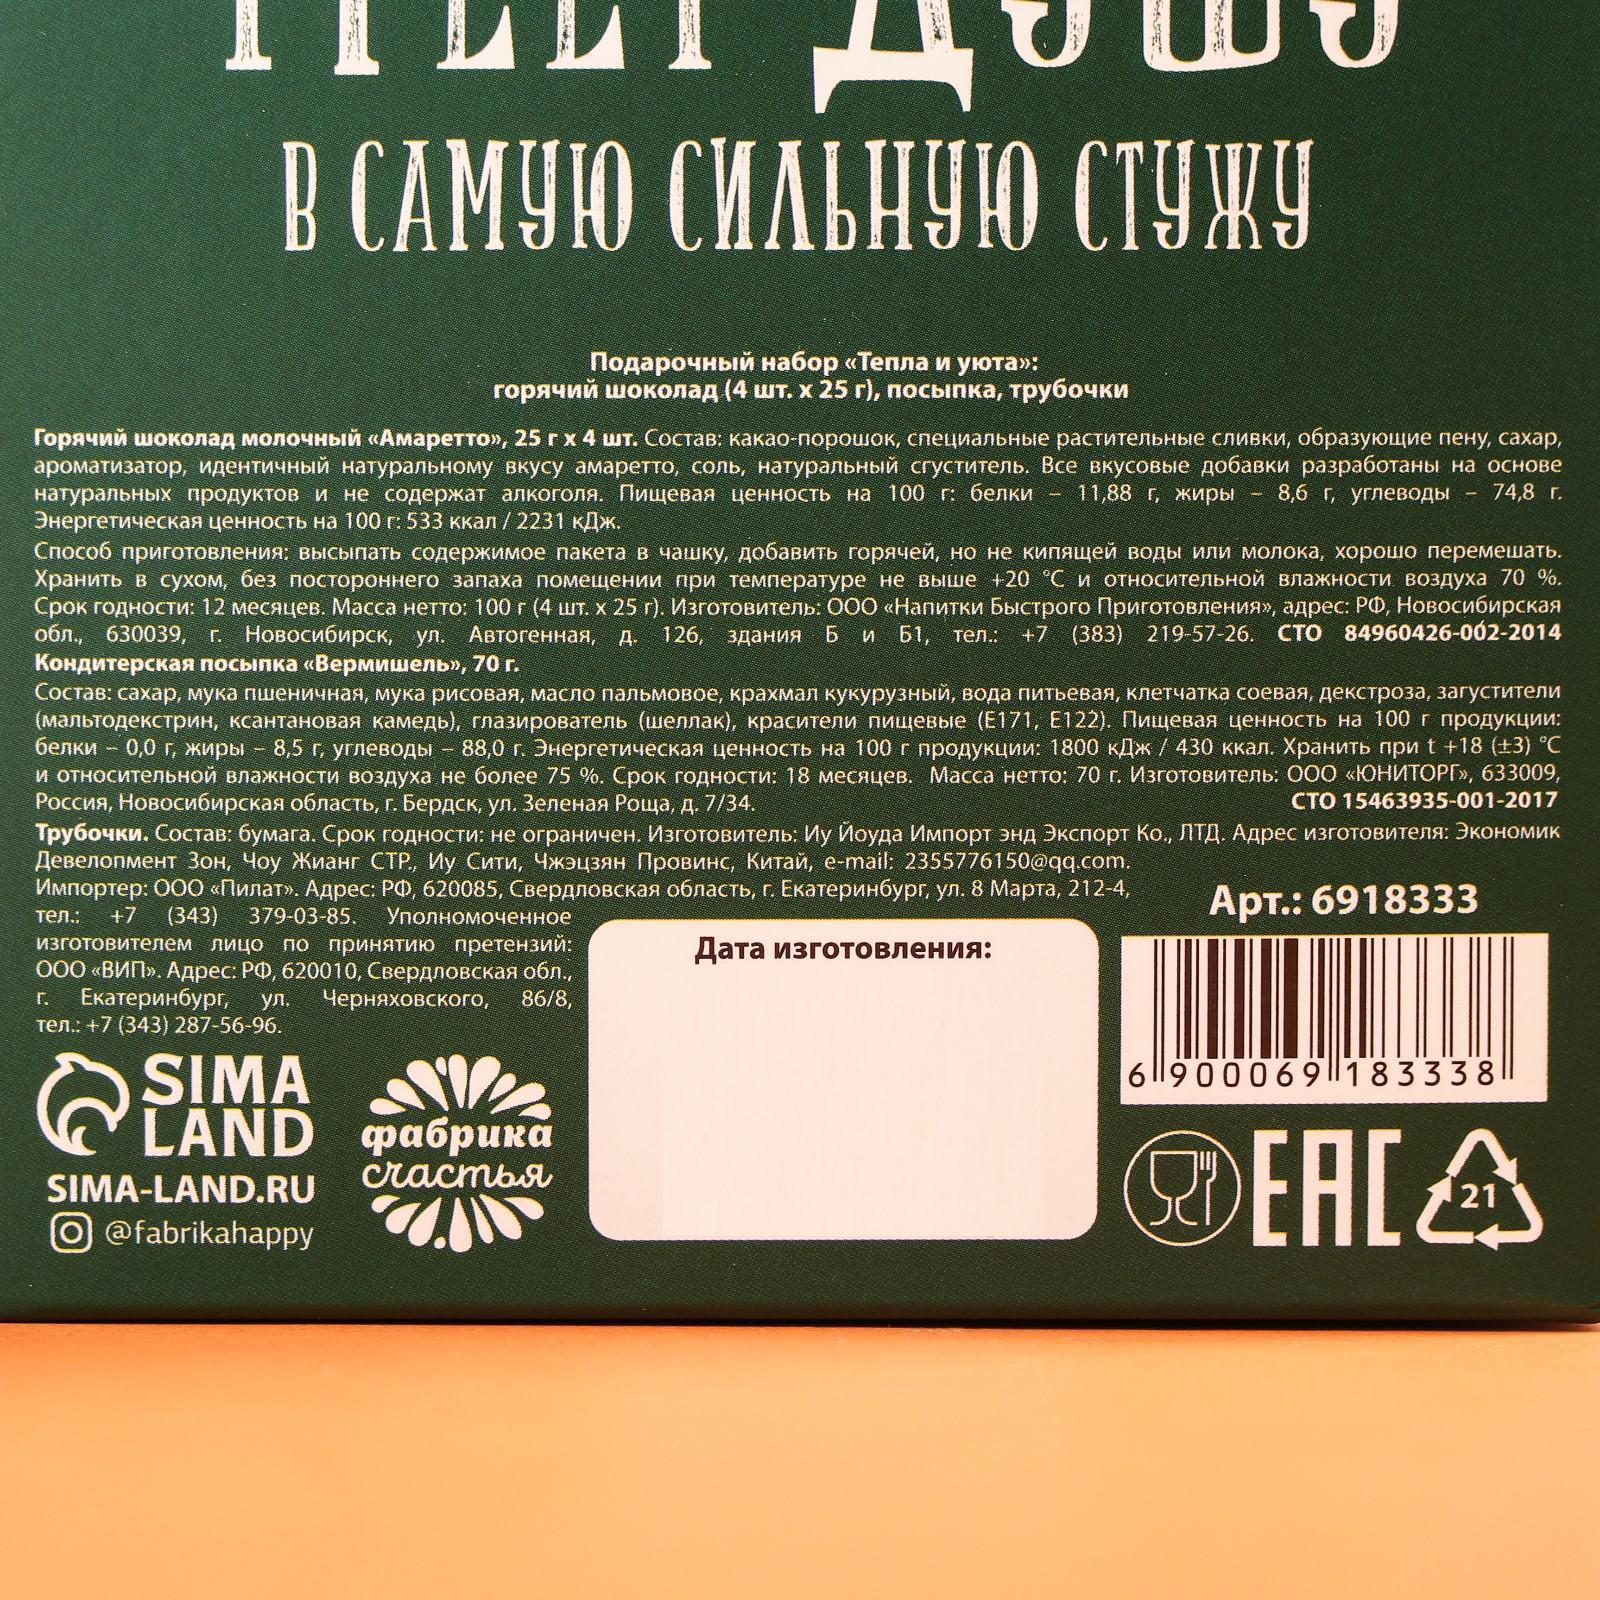 ГРЕЕТ ДУШУ
В САМУЮ СИЛЬНУЮ СТУЖУ
Подарочный набор «Тепла и уюта»:
горячий шоколад (4 шт. х 25 г), посыпка, трубочки
Горячий шоколад молочный «Амаретто», 25 г х 4 шт. Состав: какао-порошок, специальные растительные сливки, образующие пену, сахар,
ароматизатор, идентичный натуральному вкусу амаретто, соль, натуральный сгуститель. Все вкусовые добавки разработаны на основе
натуральных продуктов и не содержат алкоголя. Пищевая ценность на 100 г: белки – 11,88 г, жиры – 8,6 г, углеводы – 74,8 г.
Энергетическая ценность на 100 г: 533 ккал / 2231 кДж.
Способ приготовления: высыпать содержимое пакета в чашку, добавить горячей, но не кипящей воды или молока, хорошо перемешать.
Хранить в сухом, без постороннего запаха помещении при температуре не выше +20 °С и относительной влажности воздуха 70 %.
Срок годности: 12 месяцев. Масса нетто: 100 г (4 шт. х 25 г). Изготовитель: ООО «Напитки Быстрого Приготовления», адрес: РФ, Новосибирская
обл., 630039, г. Новосибирск, ул. Автогенная, д. 126, здания Б и Б1, тел.: +7 (383) 219-57-26. СТО 84960426-002-2014
Кондитерская посыпка «Вермишель», 70 г.
Состав: сахар, мука пшеничная, мука рисовая, масло пальмовое, крахмал кукурузный, вода питьевая, клетчатка соевая, декстроза, загустители
(мальтодекстрин, ксантановая камедь), глазирователь (шеллак), красители пищевые (Е171, Е122). Пищевая ценность на 100 г продукции:
белки – 0,0 г, жиры – 8,5 г, углеводы – 88,0 г. Энергетическая ценность на 100 г продукции: 1800 кДж / 430 ккал. Хранить при t +18 (±3) °С
и относительной влажности воздуха не более 75 %. Срок годности: 18 месяцев. Масса нетто: 70 г. Изготовитель: ООО «ЮНИТОРГ», 633009,
Россия, Новосибирская область, г. Бердск, ул. Зеленая Роща, д. 7/34. СТО 15463935-001-2017
Трубочки. Состав: бумага. Срок годности: не ограничен. Изготовитель: Иу Йоуда Импорт энд Экспорт Ко., ЛТД. Адрес изготовителя: Экономик
Девелопмент Зон, Чоу Жианг СТР., Иу Сити, Чжэцзян Провинс, Китай, e-mail: 2355776150@qq.com.
Импортер: ООО «Пилат». Адрес: РФ, 620085, Свердловская область, г. Екатеринбург, ул. 8 Марта, 212-4,
тел.: +7 (343) 379-03-85. Уполномоченное
изготовителем лицо по принятию претензий:
ООО «ВИП». Адрес: РФ, 620010, Свердловская обл.,
г. Екатеринбург, ул. Черняховского, 86/8,
тел.: +7 (343) 287-56-96.
Дата изготовления:
Арт.: 6918333
6 900069 183338
SIMA
LAND
SIMA-LAND.RU
@fabrikahappy
фабрика
счастья
EAC
21